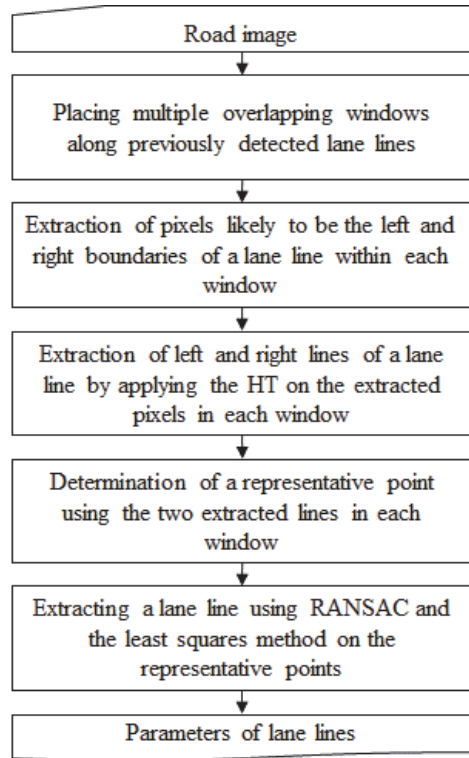 Road image
Placing multiple overlapping windows
along previously detected lane lines
Extraction of pixels likely to be the left and
right boundaries of a lane line within each
window
Extraction of left and right lines of a lane
line by applying the HT on the extracted
pixels in each window
Determination of a representative point
using the two extracted lines in each
window
Extracting a lane line using RANSAC and
the least squares method on the
representative points
Parameters of lane lines